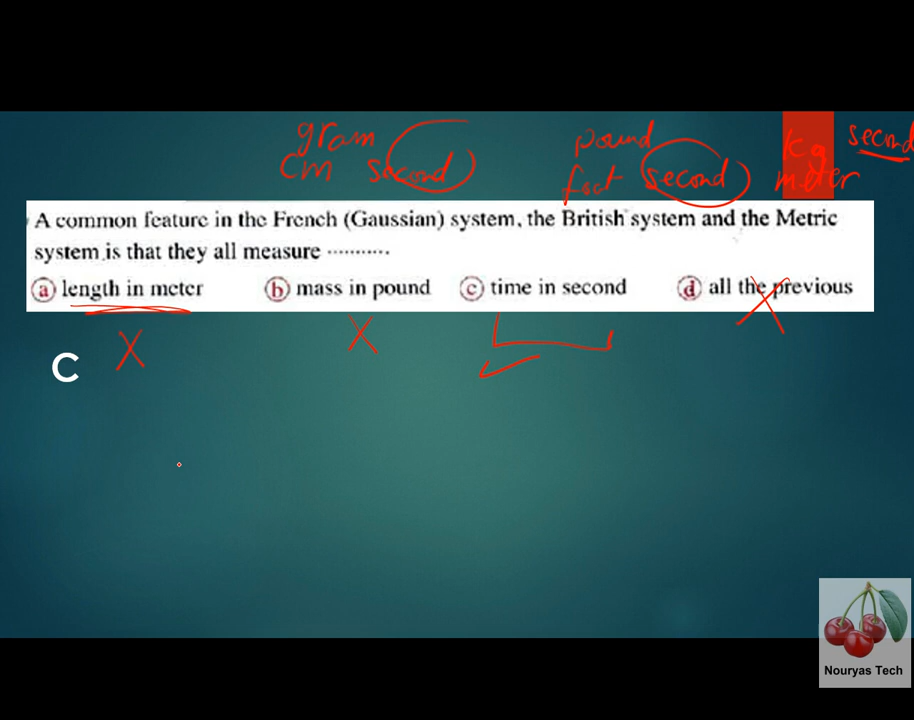 gram
cm second
pound
foot second
kg second
meter
A common feature in the French (Gaussian) system, the British system and the Metric
system is that they all measure ··········
ⓐ length in meter ⓑ mass in pound ⓒ time in second ⓓ all the previous
C
Nouryas Tech